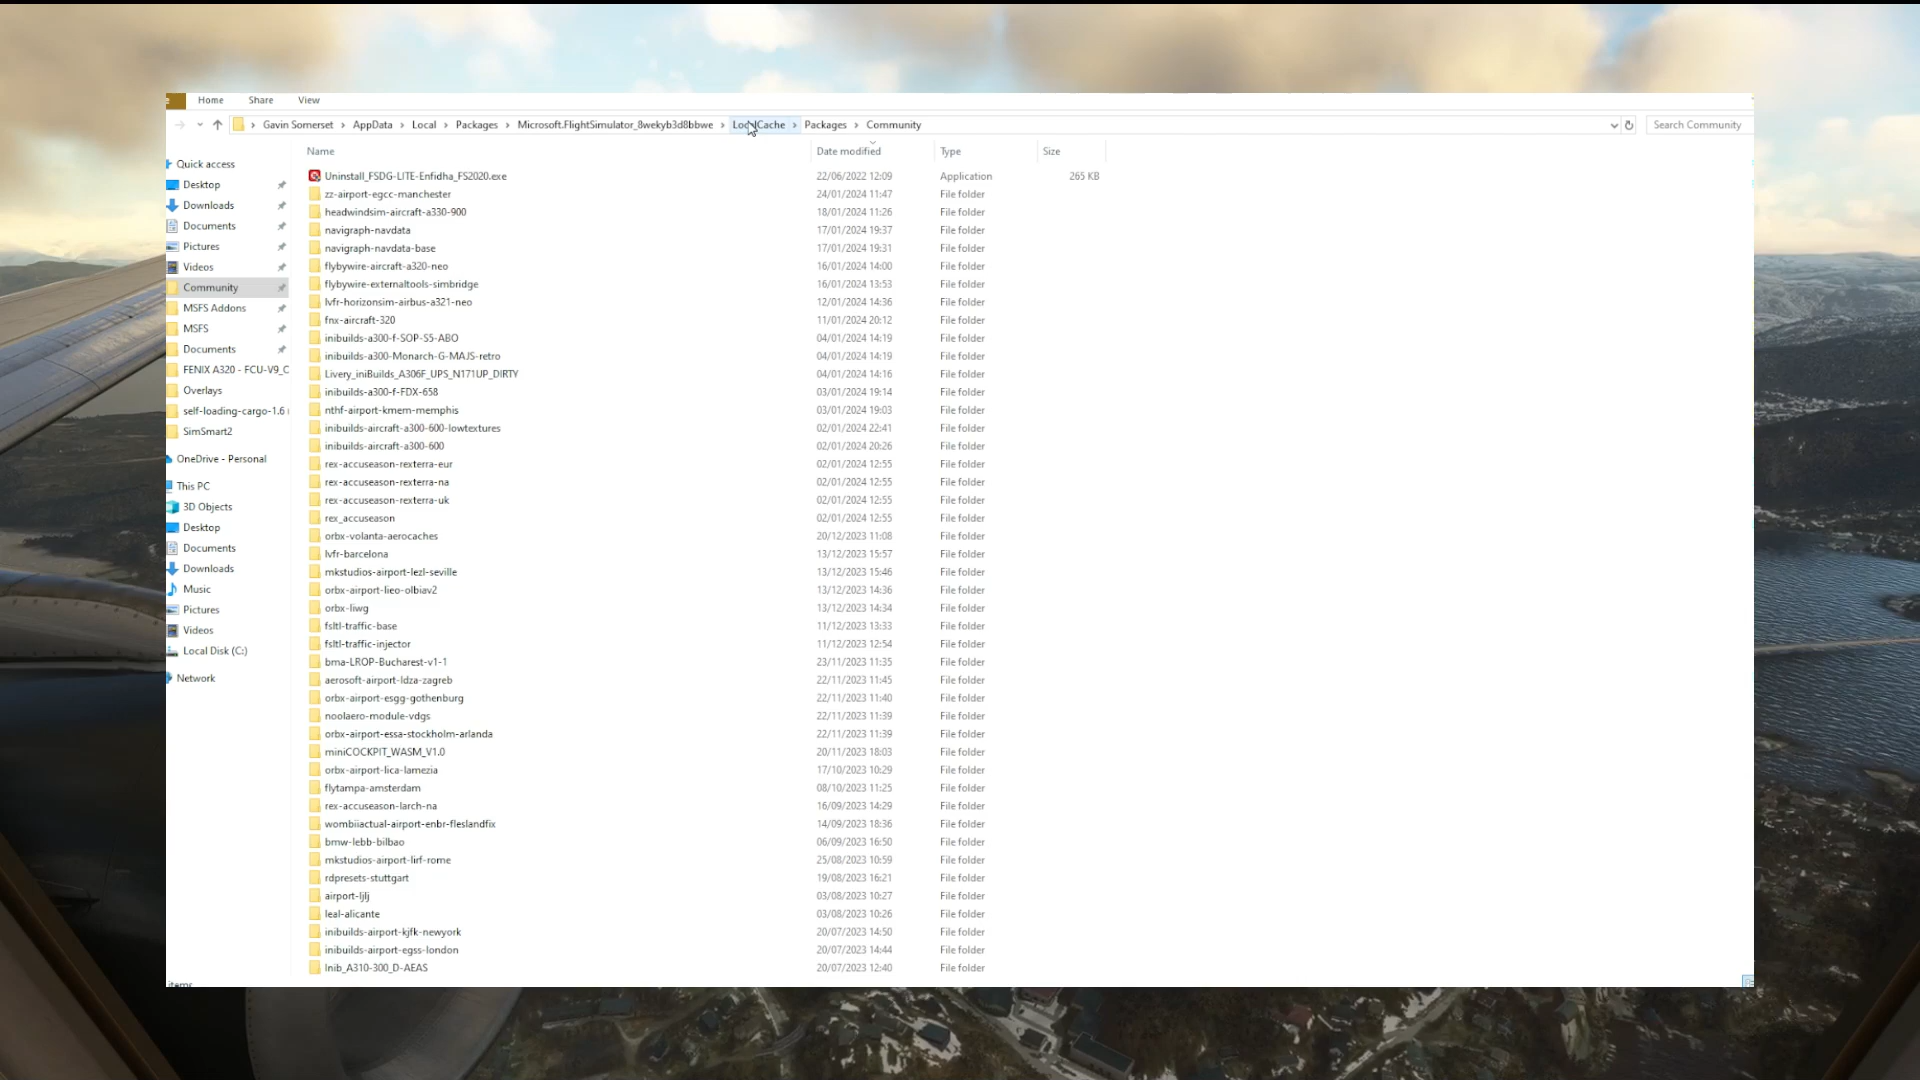 Home Share View
Gavin Somerset > AppData > Local > Packages > Microsoft.FlightSimulator_8wekyb3d8bbwe > LocalCache > Packages > Community
Search Community
Name Date modified Type Size
Quick access
Desktop
Downloads
Documents
Pictures
Videos
Community
MSFS Addons
MSFS
Documents
FENIX A320 - FCU-V9_C
Overlays
self-loading-cargo-1.6
SimSmart2
OneDrive - Personal
This PC
3D Objects
Desktop
Documents
Downloads
Music
Pictures
Videos
Local Disk (C:)
Network
Uninstall_FSDG-LITE-Enfidha_FS2020.exe 22/06/2022 12:09 Application 265 KB
zz-airport-egcc-manchester 24/01/2024 11:47 File folder
headwindsim-aircraft-a330-900 18/01/2024 11:26 File folder
navigraph-navdata 17/01/2024 19:37 File folder
navigraph-navdata-base 17/01/2024 19:31 File folder
flybywire-aircraft-a320-neo 16/01/2024 14:00 File folder
flybywire-externaltools-simbridge 16/01/2024 13:53 File folder
lvfr-horizonsim-airbus-a321-neo 12/01/2024 14:36 File folder
fnx-aircraft-320 11/01/2024 20:12 File folder
inibuilds-a300-f-SOP-S5-ABO 04/01/2024 14:19 File folder
inibuilds-a300-Monarch-G-MAJS-retro 04/01/2024 14:19 File folder
Livery_iniBuilds_A306F_UPS_N171UP_DIRTY 04/01/2024 14:16 File folder
inibuilds-a300-f-FDX-658 03/01/2024 19:14 File folder
nthf-airport-kmem-memphis 03/01/2024 19:03 File folder
inibuilds-aircraft-a300-600-lowtextures 02/01/2024 22:41 File folder
inibuilds-aircraft-a300-600 02/01/2024 20:26 File folder
rex-accuseason-rexterra-eur 02/01/2024 12:55 File folder
rex-accuseason-rexterra-na 02/01/2024 12:55 File folder
rex-accuseason-rexterra-uk 02/01/2024 12:55 File folder
rex_accuseason 02/01/2024 12:55 File folder
orbx-volanta-aerocaches 20/12/2023 11:08 File folder
lvfr-barcelona 13/12/2023 15:57 File folder
mkstudios-airport-lezl-seville 13/12/2023 15:46 File folder
orbx-airport-lieo-olbiav2 13/12/2023 14:36 File folder
orbx-liwg 13/12/2023 14:34 File folder
fsltl-traffic-base 11/12/2023 13:33 File folder
fsltl-traffic-injector 11/12/2023 12:54 File folder
bma-LROP-Bucharest-v1-1 23/11/2023 11:35 File folder
aerosoft-airport-ldza-zagreb 22/11/2023 11:45 File folder
orbx-airport-esgg-gothenburg 22/11/2023 11:40 File folder
noolaero-module-vdgs 22/11/2023 11:39 File folder
orbx-airport-essa-stockholm-arlanda 22/11/2023 11:39 File folder
miniCOCKPIT_WASM_V1.0 20/11/2023 18:03 File folder
orbx-airport-lica-lamezia 17/10/2023 10:29 File folder
flytampa-amsterdam 08/10/2023 11:25 File folder
rex-accuseason-larch-na 16/09/2023 14:29 File folder
wombiiactual-airport-enbr-fleslandfix 14/09/2023 18:36 File folder
bmw-lebb-bilbao 06/09/2023 16:50 File folder
mkstudios-airport-lirf-rome 25/08/2023 10:59 File folder
rdpresets-stuttgart 19/08/2023 16:21 File folder
airport-ljlj 03/08/2023 10:27 File folder
leal-alicante 03/08/2023 10:26 File folder
inibuilds-airport-kjfk-newyork 20/07/2023 14:50 File folder
inibuilds-airport-egss-london 20/07/2023 14:44 File folder
Inib_A310-300_D-AEAS 20/07/2023 12:40 File folder
items